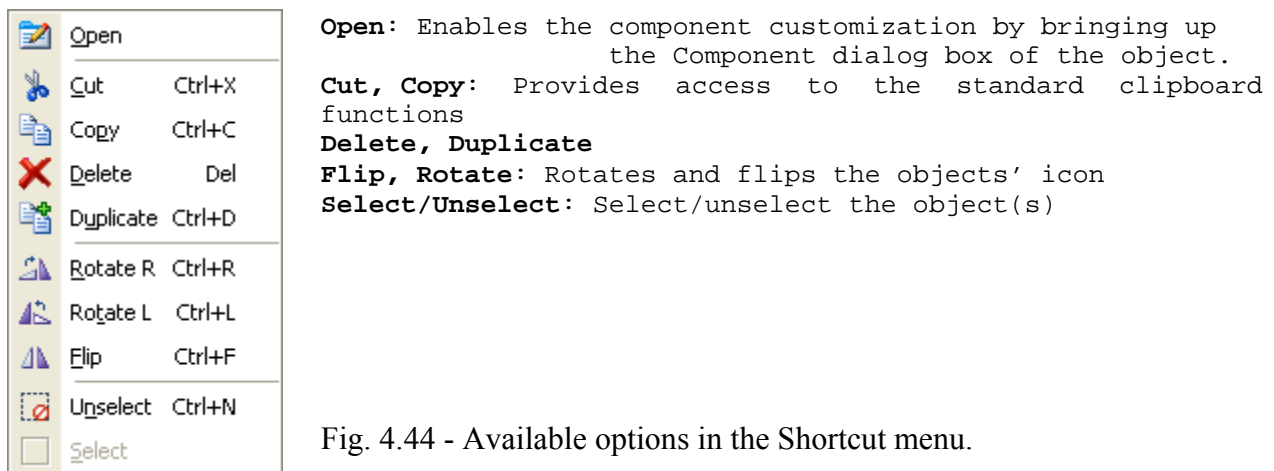 Open
Cut Ctrl+X
Copy Ctrl+C
Delete Del
Duplicate Ctrl+D
Rotate R Ctrl+R
Rotate L Ctrl+L
Flip Ctrl+F
Unselect Ctrl+N
Select
Open: Enables the component customization by bringing up
the Component dialog box of the object.
Cut, Copy: Provides access to the standard clipboard
functions
Delete, Duplicate
Flip, Rotate: Rotates and flips the objects’ icon
Select/Unselect: Select/unselect the object(s)
Fig. 4.44 - Available options in the Shortcut menu.